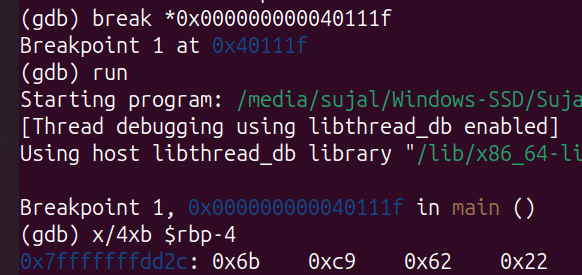 (gdb) break *0x000000000040111f
Breakpoint 1 at 0x40111f
(gdb) run
Starting program: /media/sujal/Windows-SSD/Suja
[Thread debugging using libthread_db enabled]
Using host libthread_db library "/lib/x86_64-li
Breakpoint 1, 0x000000000040111f in main ()
(gdb) x/4xb $rbp-4
0x7fffffffdd2c: 0x6b 0xc9 0x62 0x22